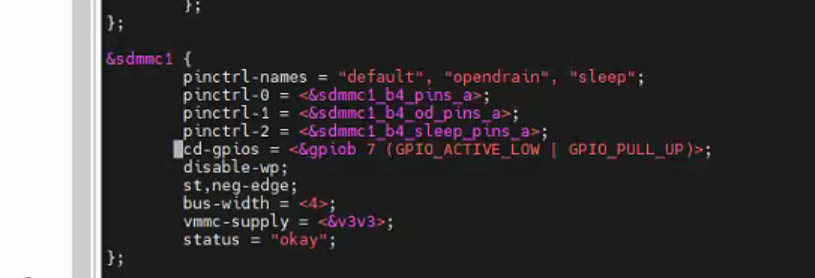 };
};
&sdmmc1 {
pinctrl-names = "default", "opendrain", "sleep";
pinctrl-0 = <&sdmmc1_b4_pins_a>;
pinctrl-1 = <&sdmmc1_b4_od_pins_a>;
pinctrl-2 = <&sdmmc1_b4_sleep_pins_a>;
cd-gpios = <&gpiob 7 (GPIO_ACTIVE_LOW | GPIO_PULL_UP)>;
disable-wp;
st,neg-edge;
bus-width = <4>;
vmmc-supply = <&v3v3>;
status = "okay";
};